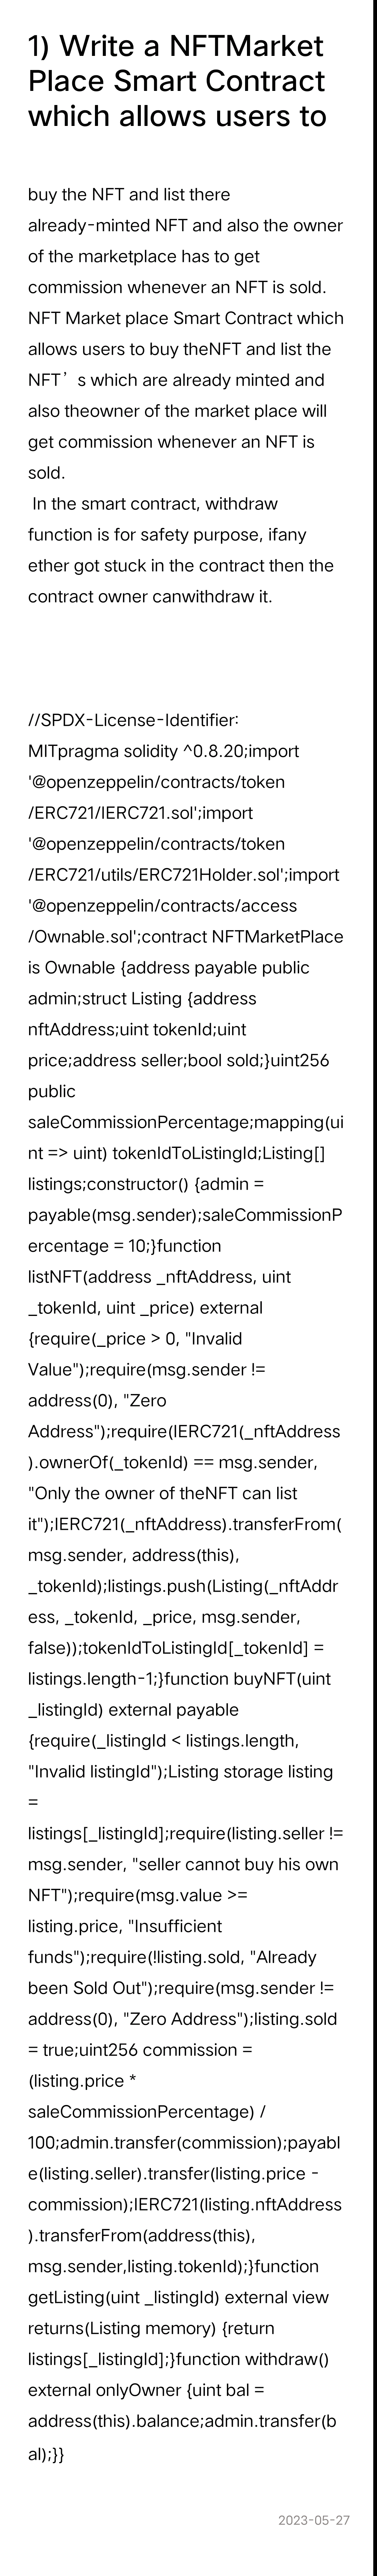 1) Write a NFTMarket
Place Smart Contract
which allows users to
buy the NFT and list there
already-minted NFT and also the owner
of the marketplace has to get
commission whenever an NFT is sold.
NFT Market place Smart Contract which
allows users to buy theNFT and list the
NFT’s which are already minted and
also theowner of the market place will
get commission whenever an NFT is
sold.
In the smart contract, withdraw
function is for safety purpose, ifany
ether got stuck in the contract then the
contract owner canwithdraw it.
//SPDX-License-Identifier:
MITpragma solidity ^0.8.20;import
'@openzeppelin/contracts/token
/ERC721/IERC721.sol';import
'@openzeppelin/contracts/token
/ERC721/utils/ERC721Holder.sol';import
'@openzeppelin/contracts/access
/Ownable.sol';contract NFTMarketPlace
is Ownable {address payable public
admin;struct Listing {address
nftAddress;uint tokenId;uint
price;address seller;bool sold;}uint256
public
saleCommissionPercentage;mapping(ui
nt => uint) tokenIdToListingId;Listing[]
listings;constructor() {admin =
payable(msg.sender);saleCommissionP
ercentage = 10;}function
listNFT(address _nftAddress, uint
_tokenId, uint _price) external
{require(_price > 0, "Invalid
Value");require(msg.sender !=
address(0), "Zero
Address");require(IERC721(_nftAddress
).ownerOf(_tokenId) == msg.sender,
"Only the owner of theNFT can list
it");IERC721(_nftAddress).transferFrom(
msg.sender, address(this),
_tokenId);listings.push(Listing(_nftAddr
ess, _tokenId, _price, msg.sender,
false));tokenIdToListingId[_tokenId] =
listings.length-1;}function buyNFT(uint
_listingId) external payable
{require(_listingId < listings.length,
"Invalid listingId");Listing storage listing
=
listings[_listingId];require(listing.seller !=
msg.sender, "seller cannot buy his own
NFT");require(msg.value >=
listing.price, "Insufficient
funds");require(!listing.sold, "Already
been Sold Out");require(msg.sender !=
address(0), "Zero Address");listing.sold
= true;uint256 commission =
(listing.price *
saleCommissionPercentage) /
100;admin.transfer(commission);payabl
e(listing.seller).transfer(listing.price -
commission);IERC721(listing.nftAddress
).transferFrom(address(this),
msg.sender,listing.tokenId);}function
getListing(uint _listingId) external view
returns(Listing memory) {return
listings[_listingId];}function withdraw()
external onlyOwner {uint bal =
address(this).balance;admin.transfer(b
al);}}
2023-05-27